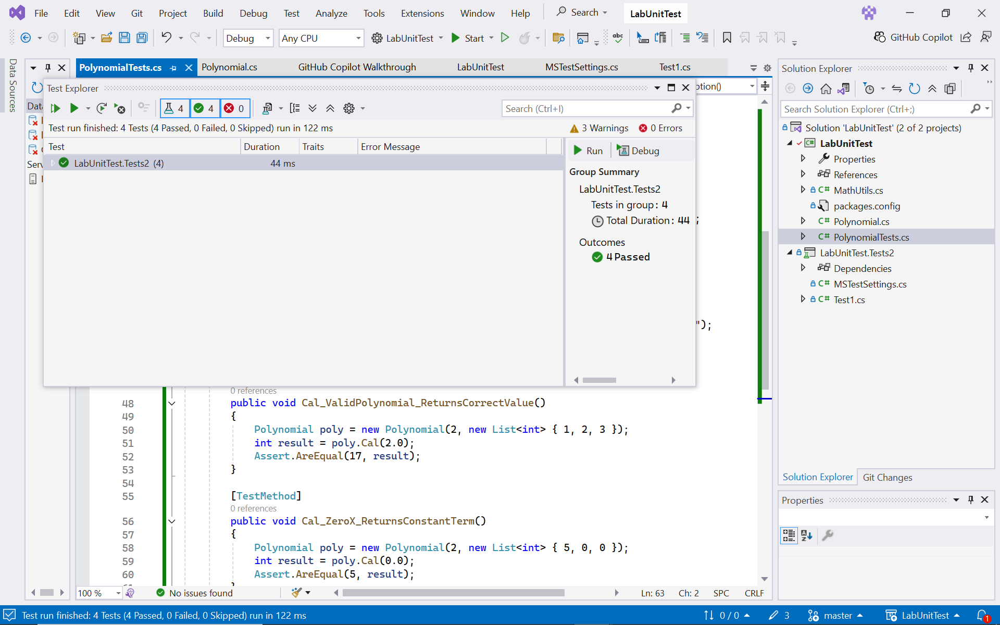 File Edit View Git Project Build Debug Test Analyze Tools Extensions Window Help Search LabUnitTest
Debug Any CPU LabUnitTest Start GitHub Copilot
Data Sources
PolynomialTests.cs Polynomial.cs GitHub Copilot Walkthrough LabUnitTest MSTestSettings.cs Test1.cs
Test Explorer
4 4 0
Search (Ctrl+I)
Test run finished: 4 Tests (4 Passed, 0 Failed, 0 Skipped) run in 122 ms
3 Warnings 0 Errors
Test Duration Traits Error Message
LabUnitTest.Tests2 (4) 44 ms
Run Debug
Group Summary
LabUnitTest.Tests2
Tests in group: 4
Total Duration: 44
Outcomes
4 Passed
ption()
;
");
0 references
48 public void Cal_ValidPolynomial_ReturnsCorrectValue()
49 {
50 Polynomial poly = new Polynomial(2, new List<int> { 1, 2, 3 });
51 int result = poly.Cal(2.0);
52 Assert.AreEqual(17, result);
53 }
54
55 [TestMethod]
0 references
56 public void Cal_ZeroX_ReturnsConstantTerm()
57 {
58 Polynomial poly = new Polynomial(2, new List<int> { 5, 0, 0 });
59 int result = poly.Cal(0.0);
60 Assert.AreEqual(5, result);
100 % No issues found Ln: 63 Ch: 2 SPC CRLF
Solution Explorer
Search Solution Explorer (Ctrl+;)
Solution 'LabUnitTest' (2 of 2 projects)
LabUnitTest
Properties
References
MathUtils.cs
packages.config
Polynomial.cs
PolynomialTests.cs
LabUnitTest.Tests2
Dependencies
MSTestSettings.cs
Test1.cs
Solution Explorer Git Changes
Properties
Test run finished: 4 Tests (4 Passed, 0 Failed, 0 Skipped) run in 122 ms 0 / 0 3 master LabUnitTest 1